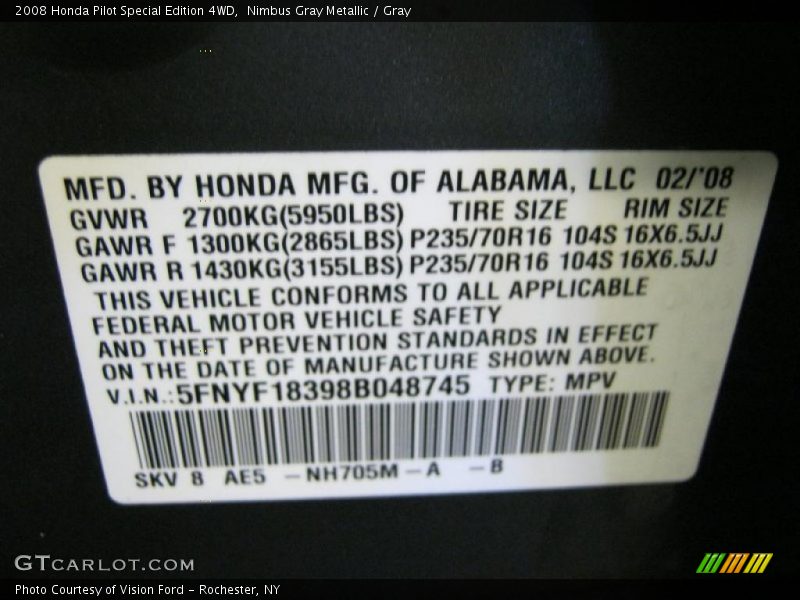 2008 Honda Pilot Special Edition 4WD, Nimbus Gray Metallic / Gray
MFD. BY HONDA MFG. OF ALABAMA, LLC 02/'08
GVWR 2700KG(5950LBS) TIRE SIZE RIM SIZE
GAWR F 1300KG(2865LBS) P235/70R16 104S 16X6.5JJ
GAWR R 1430KG(3155LBS) P235/70R16 104S 16X6.5JJ
THIS VEHICLE CONFORMS TO ALL APPLICABLE
FEDERAL MOTOR VEHICLE SAFETY
AND THEFT PREVENTION STANDARDS IN EFFECT
ON THE DATE OF MANUFACTURE SHOWN ABOVE.
V.I.N.:5FNYF18398B048745 TYPE: MPV
SKV 8 AE5 -NH705M-A -B
GTCARLOT.COM
Photo Courtesy of Vision Ford - Rochester, NY